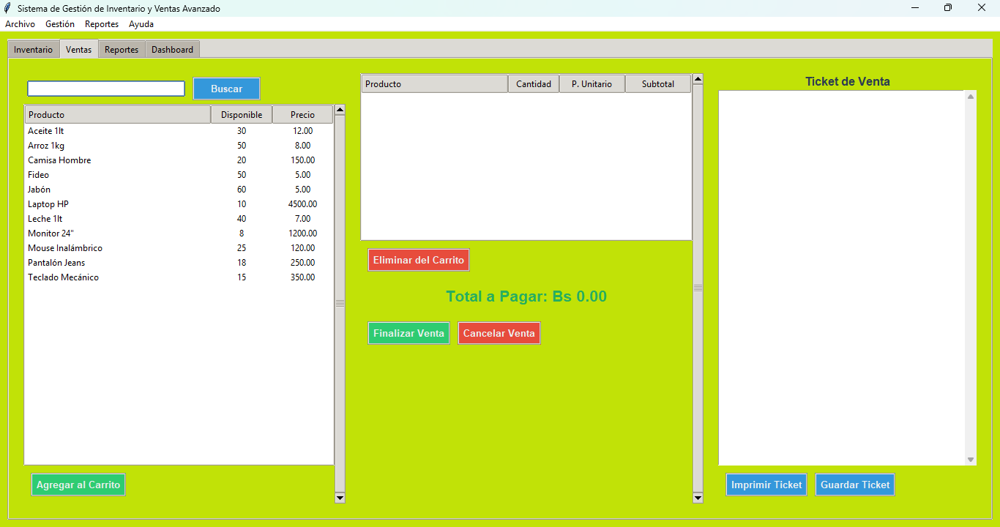 Sistema de Gestión de Inventario y Ventas Avanzado
Archivo Gestión Reportes Ayuda
Inventario Ventas Reportes Dashboard
Buscar
Producto Disponible Precio
Aceite 1lt 30 12.00
Arroz 1kg 50 8.00
Camisa Hombre 20 150.00
Fideo 50 5.00
Jabón 60 5.00
Laptop HP 10 4500.00
Leche 1lt 40 7.00
Monitor 24" 8 1200.00
Mouse Inalámbrico 25 120.00
Pantalón Jeans 18 250.00
Teclado Mecánico 15 350.00
Agregar al Carrito
Producto Cantidad P. Unitario Subtotal
Eliminar del Carrito
Total a Pagar: Bs 0.00
Finalizar Venta Cancelar Venta
Ticket de Venta
Imprimir Ticket Guardar Ticket